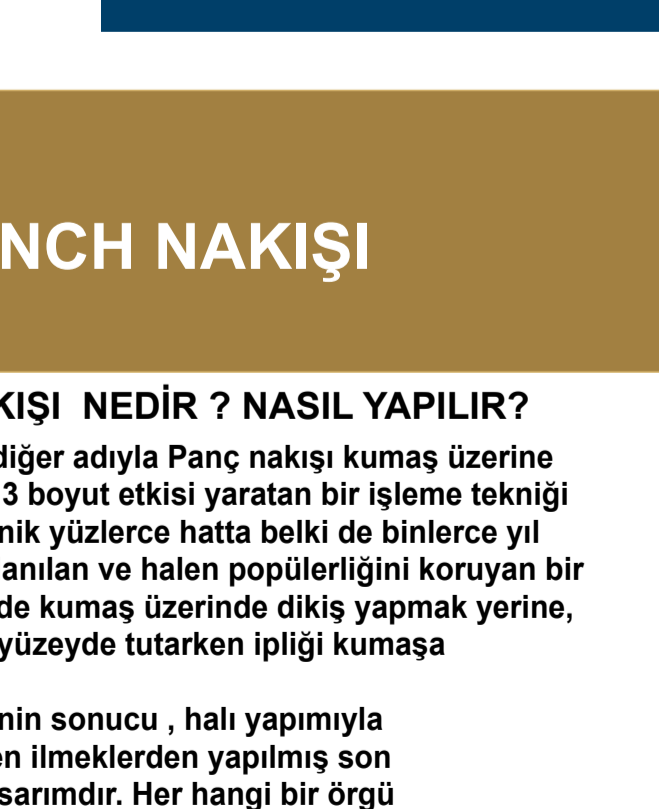 NCH NAKIŞI
KIŞI NEDİR ? NASIL YAPILIR?
diğer adıyla Panç nakışı kumaş üzerine
3 boyut etkisi yaratan bir işleme tekniği
nik yüzlerce hatta belki de binlerce yıl
anılan ve halen popülerliğini koruyan bir
de kumaş üzerinde dikiş yapmak yerine,
yüzeyde tutarken ipliği kumaşa
nin sonucu , halı yapımıyla
en ilmeklerden yapılmış son
sarımdır. Her hangi bir örgü